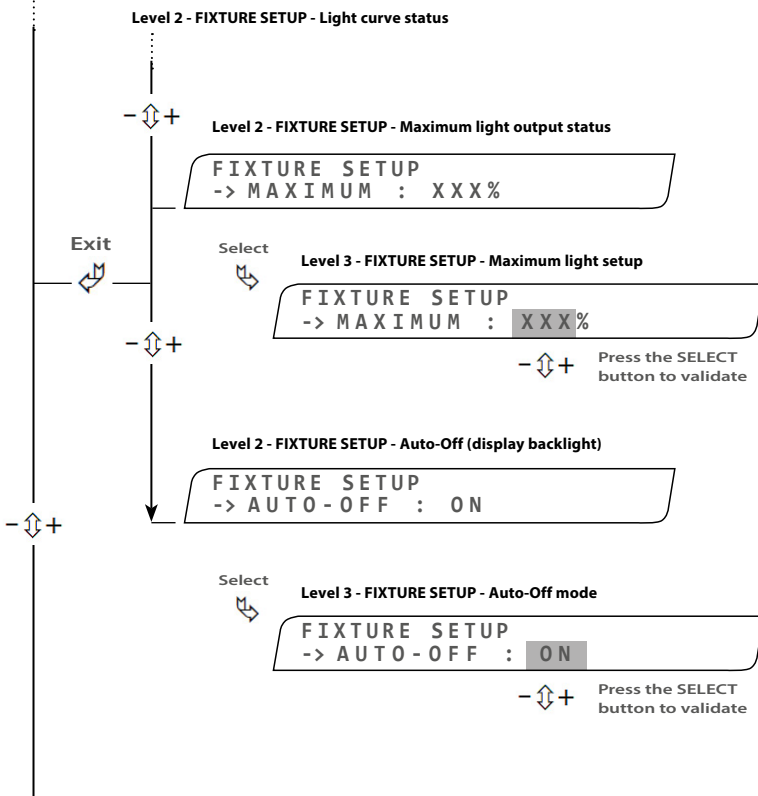 Level 2 - FIXTURE SETUP - Light curve status
- +
Level 2 - FIXTURE SETUP - Maximum light output status
FIXTURE SETUP
-> MAXIMUM : XXX%
Exit
Select
Level 3 - FIXTURE SETUP - Maximum light setup
FIXTURE SETUP
-> MAXIMUM : XXX%
- +
- +
Press the SELECT
button to validate
Level 2 - FIXTURE SETUP - Auto-Off (display backlight)
FIXTURE SETUP
-> AUTO-OFF : ON
- +
Select
Level 3 - FIXTURE SETUP - Auto-Off mode
FIXTURE SETUP
-> AUTO-OFF : ON
- +
Press the SELECT
button to validate